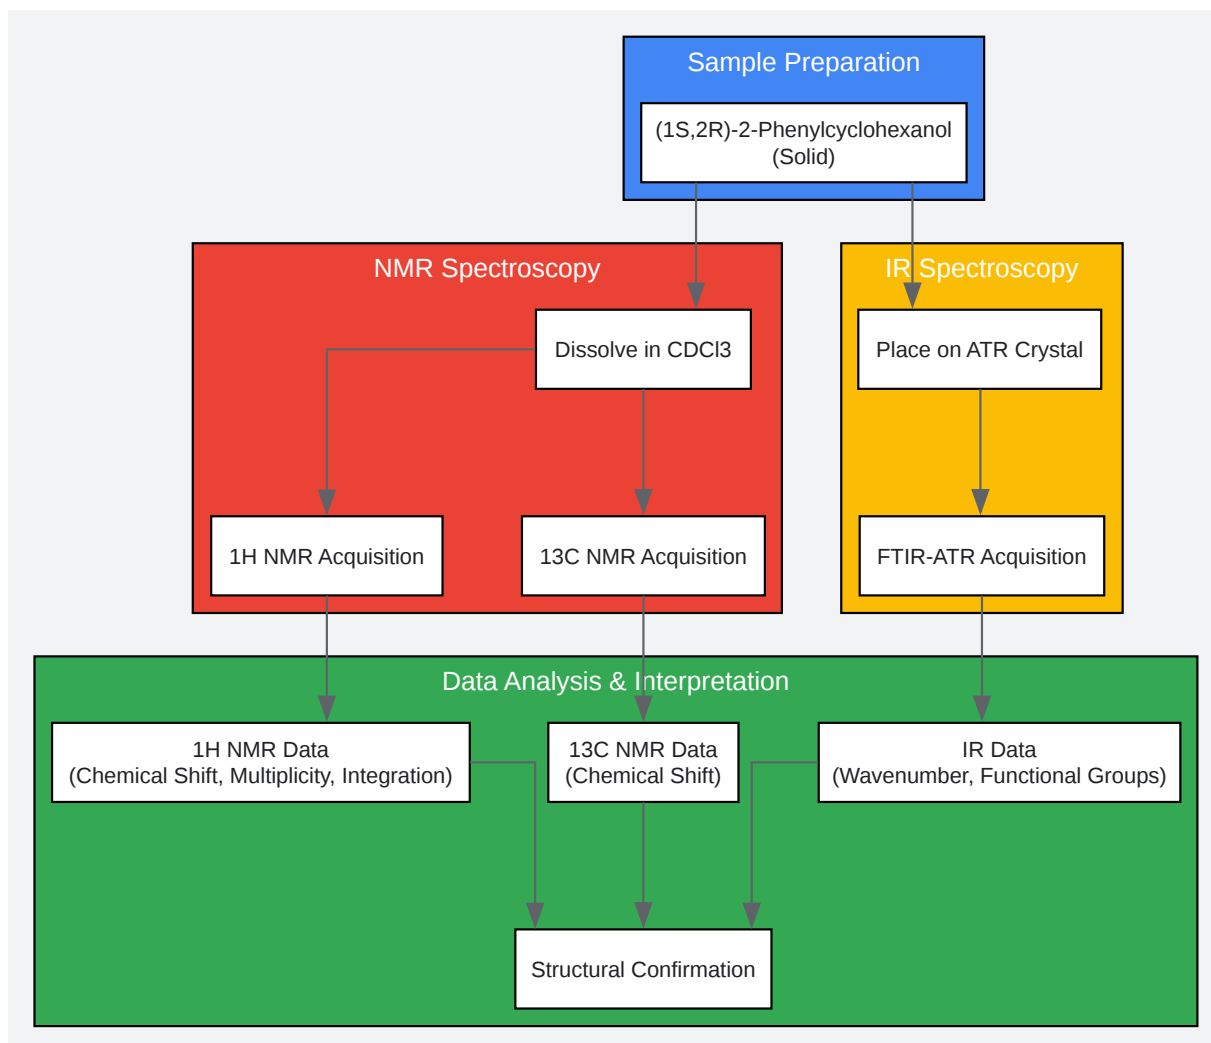 Sample Preparation
(1S,2R)-2-Phenylcyclohexanol
(Solid)
NMR Spectroscopy
IR Spectroscopy
Dissolve in CDCl3
Place on ATR Crystal
1H NMR Acquisition
13C NMR Acquisition
FTIR-ATR Acquisition
Data Analysis & Interpretation
1H NMR Data
(Chemical Shift, Multiplicity, Integration)
13C NMR Data
(Chemical Shift)
IR Data
(Wavenumber, Functional Groups)
Structural Confirmation